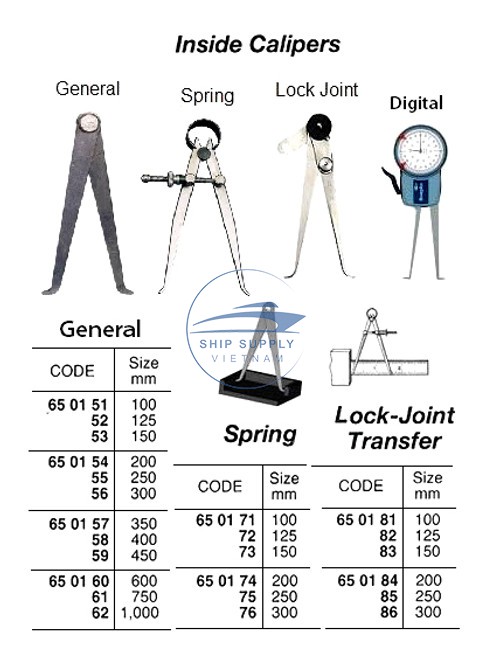 Inside Calipers
General
Spring
Lock Joint
Digital
SHIP SUPPLY
VIETNAM
General
CODE Size mm
65 01 51 100
52 125
53 150
65 01 54 200
55 250
56 300
65 01 57 350
58 400
59 450
65 01 60 600
61 750
62 1,000
Spring
CODE Size mm
65 01 71 100
72 125
73 150
65 01 74 200
75 250
76 300
Lock-Joint
Transfer
CODE Size mm
65 01 81 100
82 125
83 150
65 01 84 200
85 250
86 300